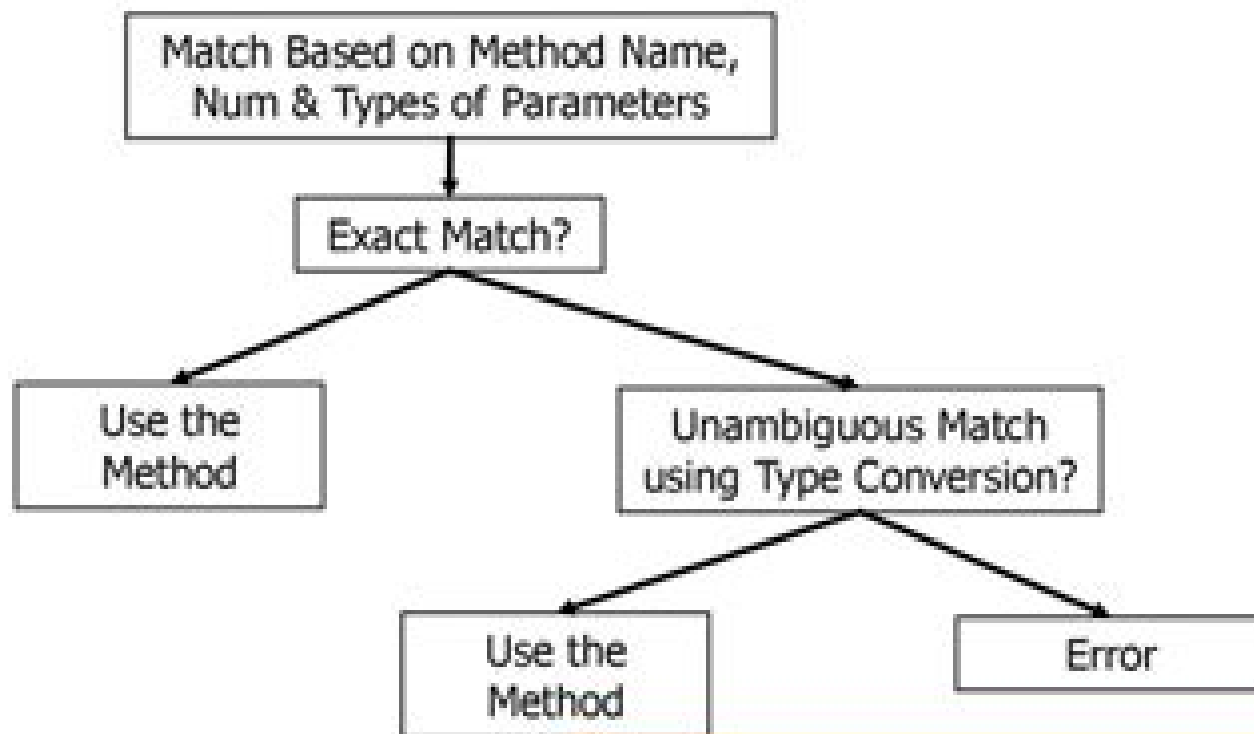 Match Based on Method Name,
Num & Types of Parameters
Exact Match?
Use the
Method
Unambiguous Match
using Type Conversion?
Use the
Method
Error